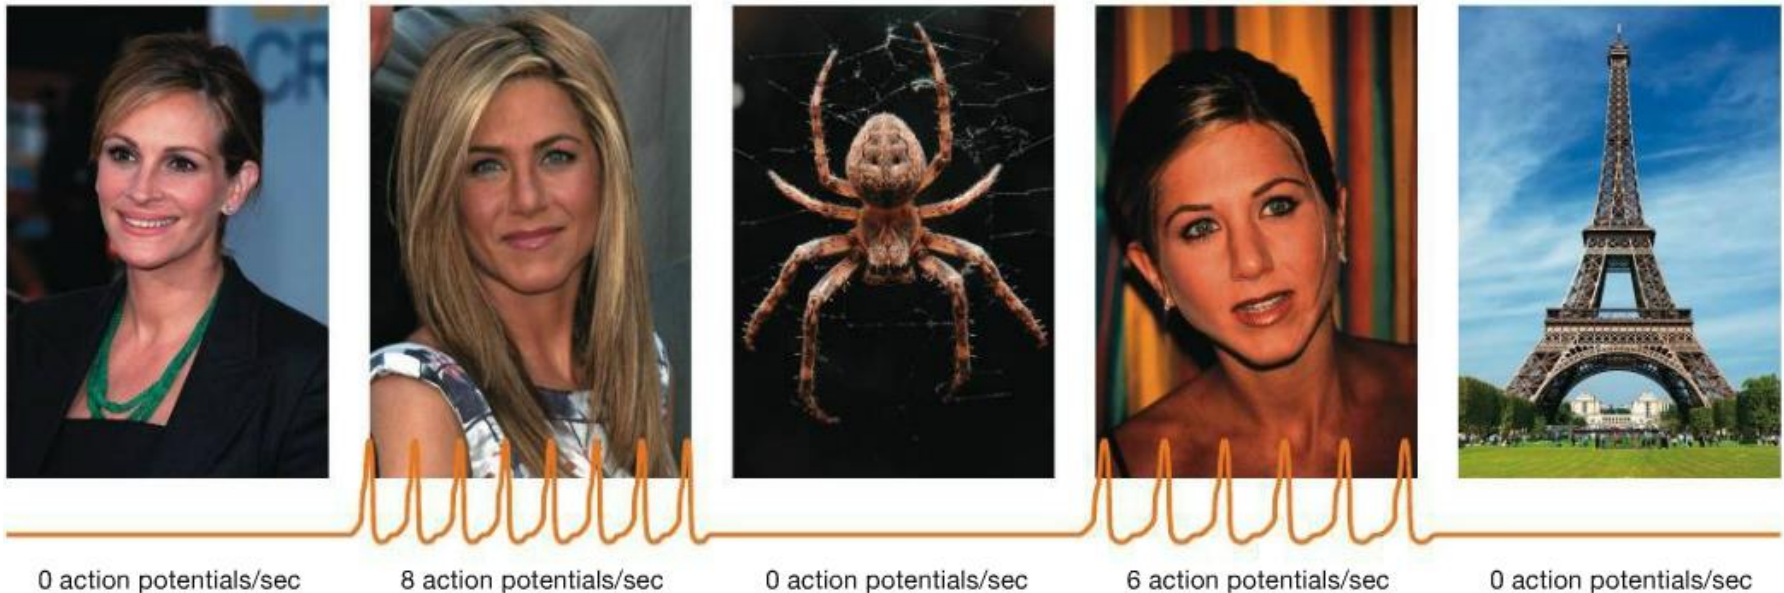 CR
0 action potentials/sec
8 action potentials/sec
0 action potentials/sec
6 action potentials/sec
0 action potentials/sec